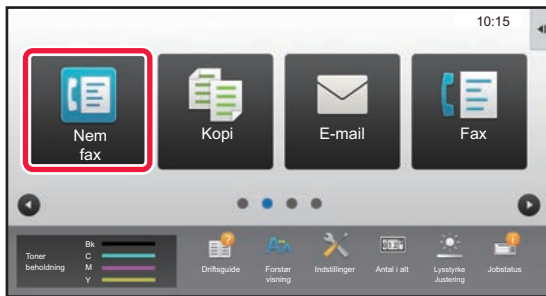 10:15
Nem
fax
Kopi
E-mail
Fax
Toner
beholdning
Bk
C
M
Y
Driftsguide
Forstør
visning
Indstillinger
Antal i alt
Lysstyrke
Justering
Jobstatus